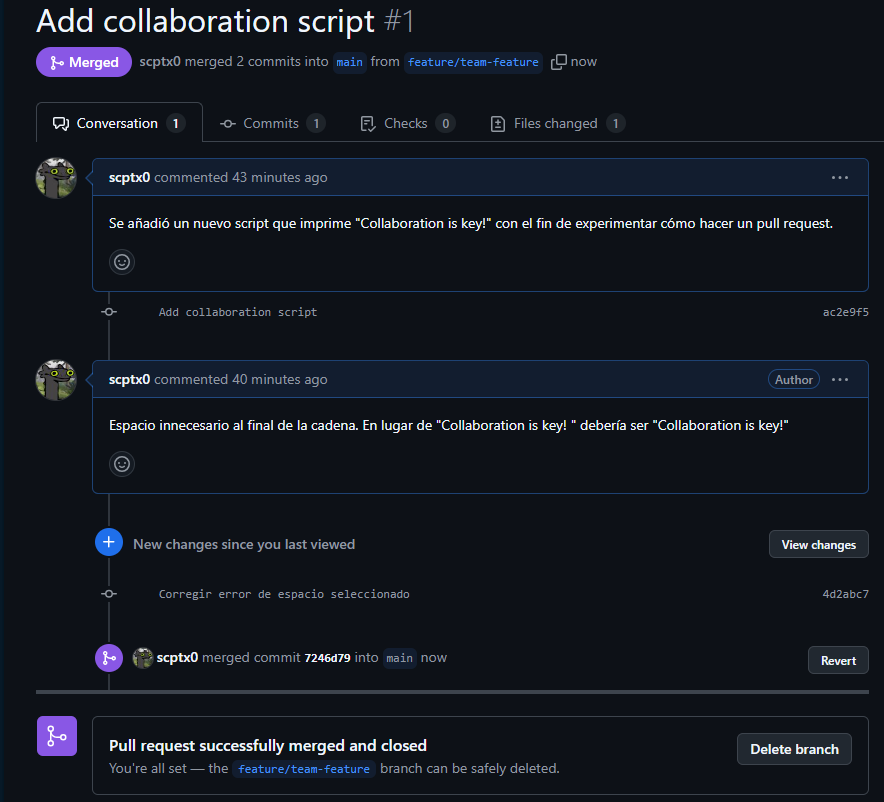 Add collaboration script #1
Merged scptx0 merged 2 commits into main from feature/team-feature now
Conversation 1 Commits 1 Checks 0 Files changed 1
scptx0 commented 43 minutes ago
Se añadió un nuevo script que imprime "Collaboration is key!" con el fin de experimentar cómo hacer un pull request.
Add collaboration script ac2e9f5
scptx0 commented 40 minutes ago Author
Espacio innecesario al final de la cadena. En lugar de "Collaboration is key! " debería ser "Collaboration is key!"
New changes since you last viewed View changes
Corregir error de espacio seleccionado 4d2abc7
scptx0 merged commit 7246d79 into main now Revert
Pull request successfully merged and closed
You're all set — the feature/team-feature branch can be safely deleted.
Delete branch